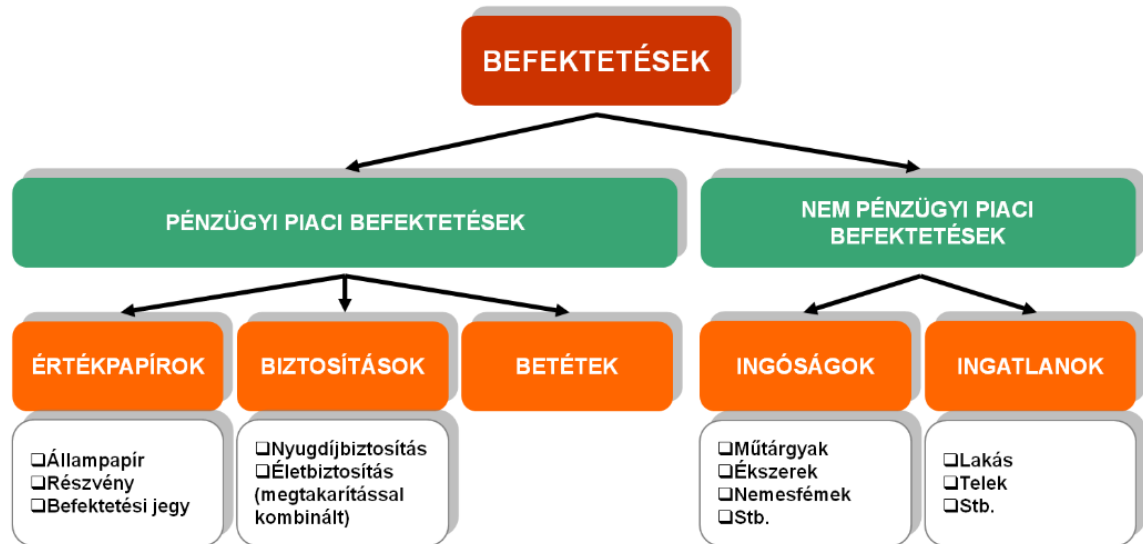 BEFEKTETÉSEK
PÉNZÜGYI PIACI BEFEKTETÉSEK
NEM PÉNZÜGYI PIACI
BEFEKTETÉSEK
ÉRTÉKPAPÍROK
BIZTOSÍTÁSOK
BETÉTEK
INGÓSÁGOK
INGATLANOK
❑Állampapír
❑Részvény
❑Befektetési jegy
❑Nyugdíjbiztosítás
❑Életbiztosítás
(megtakarítással
kombinált)
❑Műtárgyak
❑Ékszerek
❑Nemesfémek
❑Stb.
❑Lakás
❑Telek
❑Stb.